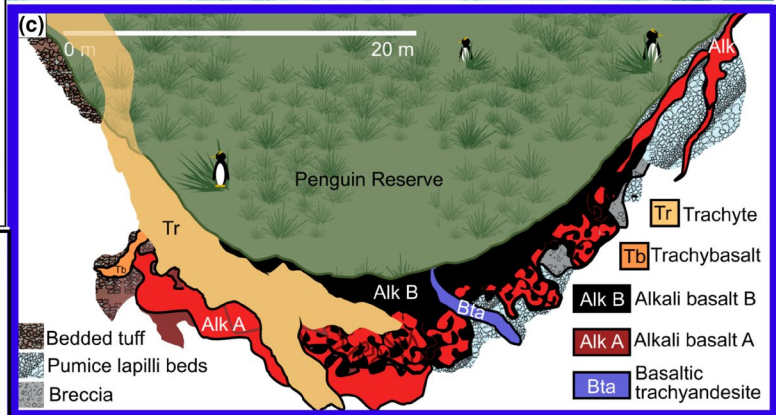 (c)
0 m 20 m
Alk
Penguin Reserve
Tr
Tr Trachyte
Tb
Tb Trachybasalt
Alk B
Alk B Alkali basalt B
Bta
Alk A
Alk A Alkali basalt A
Bedded tuff
Pumice lapilli beds
Breccia
Bta Basaltic
trachyandesite